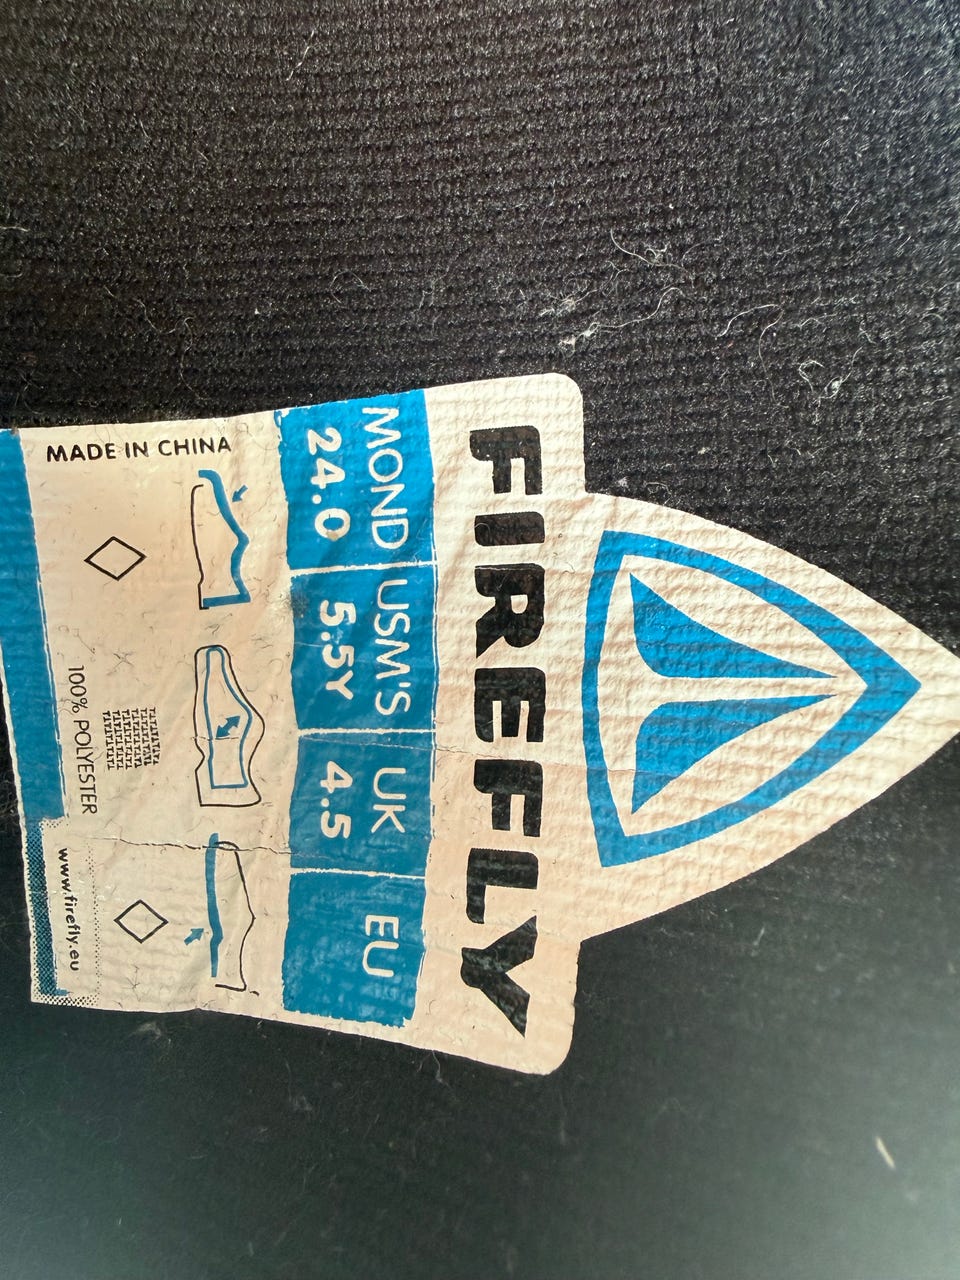 FIREFLY
MOND USM'S UK EU
24.0 5.5Y 4.5
MADE IN CHINA
100% POLYESTER
www.firefly.eu